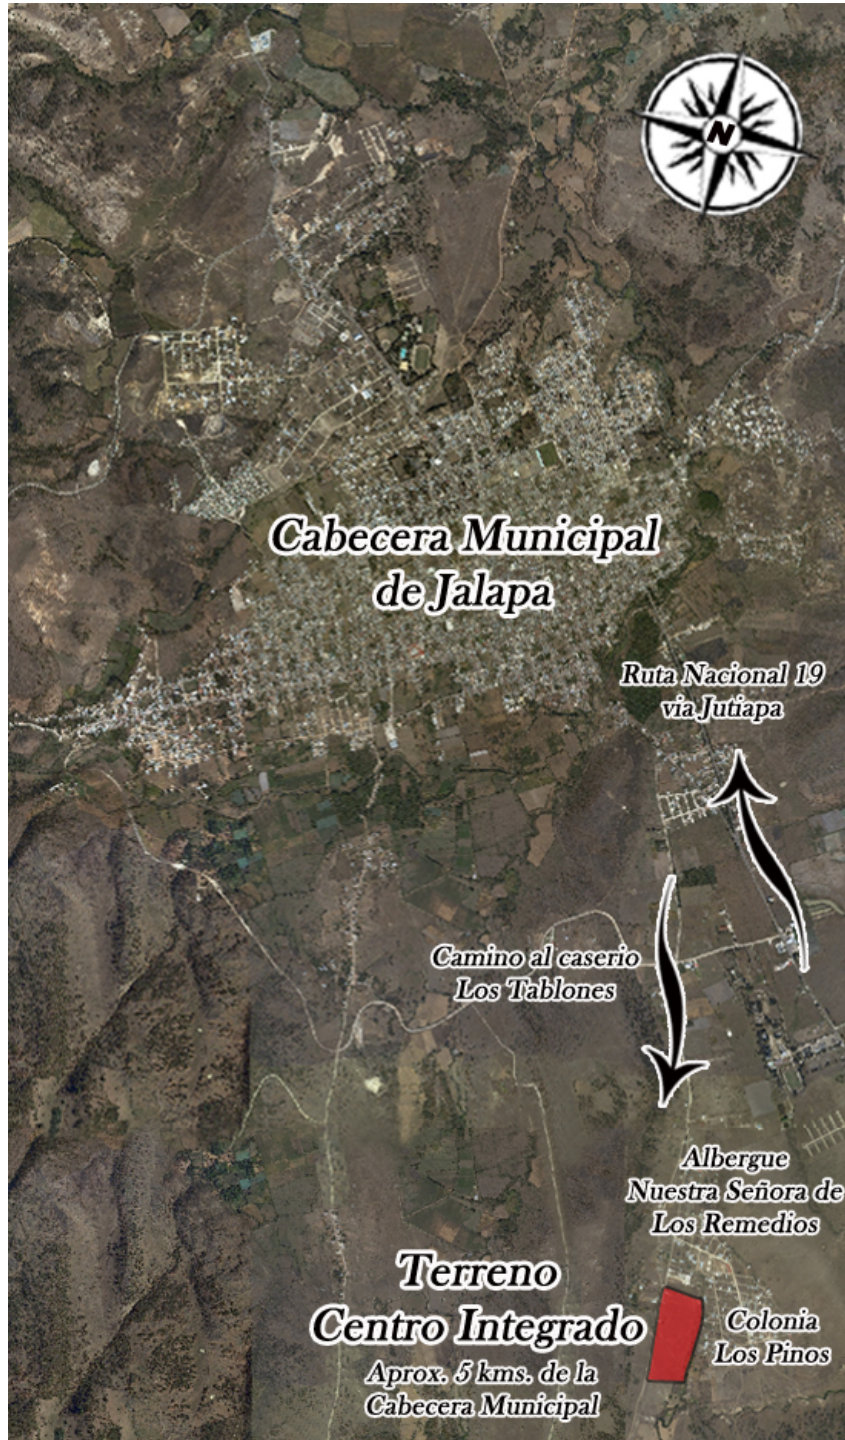 N
Cabecera Municipal
de Jalapa
Ruta Nacional 19
via Jutiapa
Camino al caserio
Los Tablones
Albergue
Nuestra Señora de
Los Remedios
Terreno
Centro Integrado
Aprox. 5 kms. de la
Cabecera Municipal
Colonia
Los Pinos